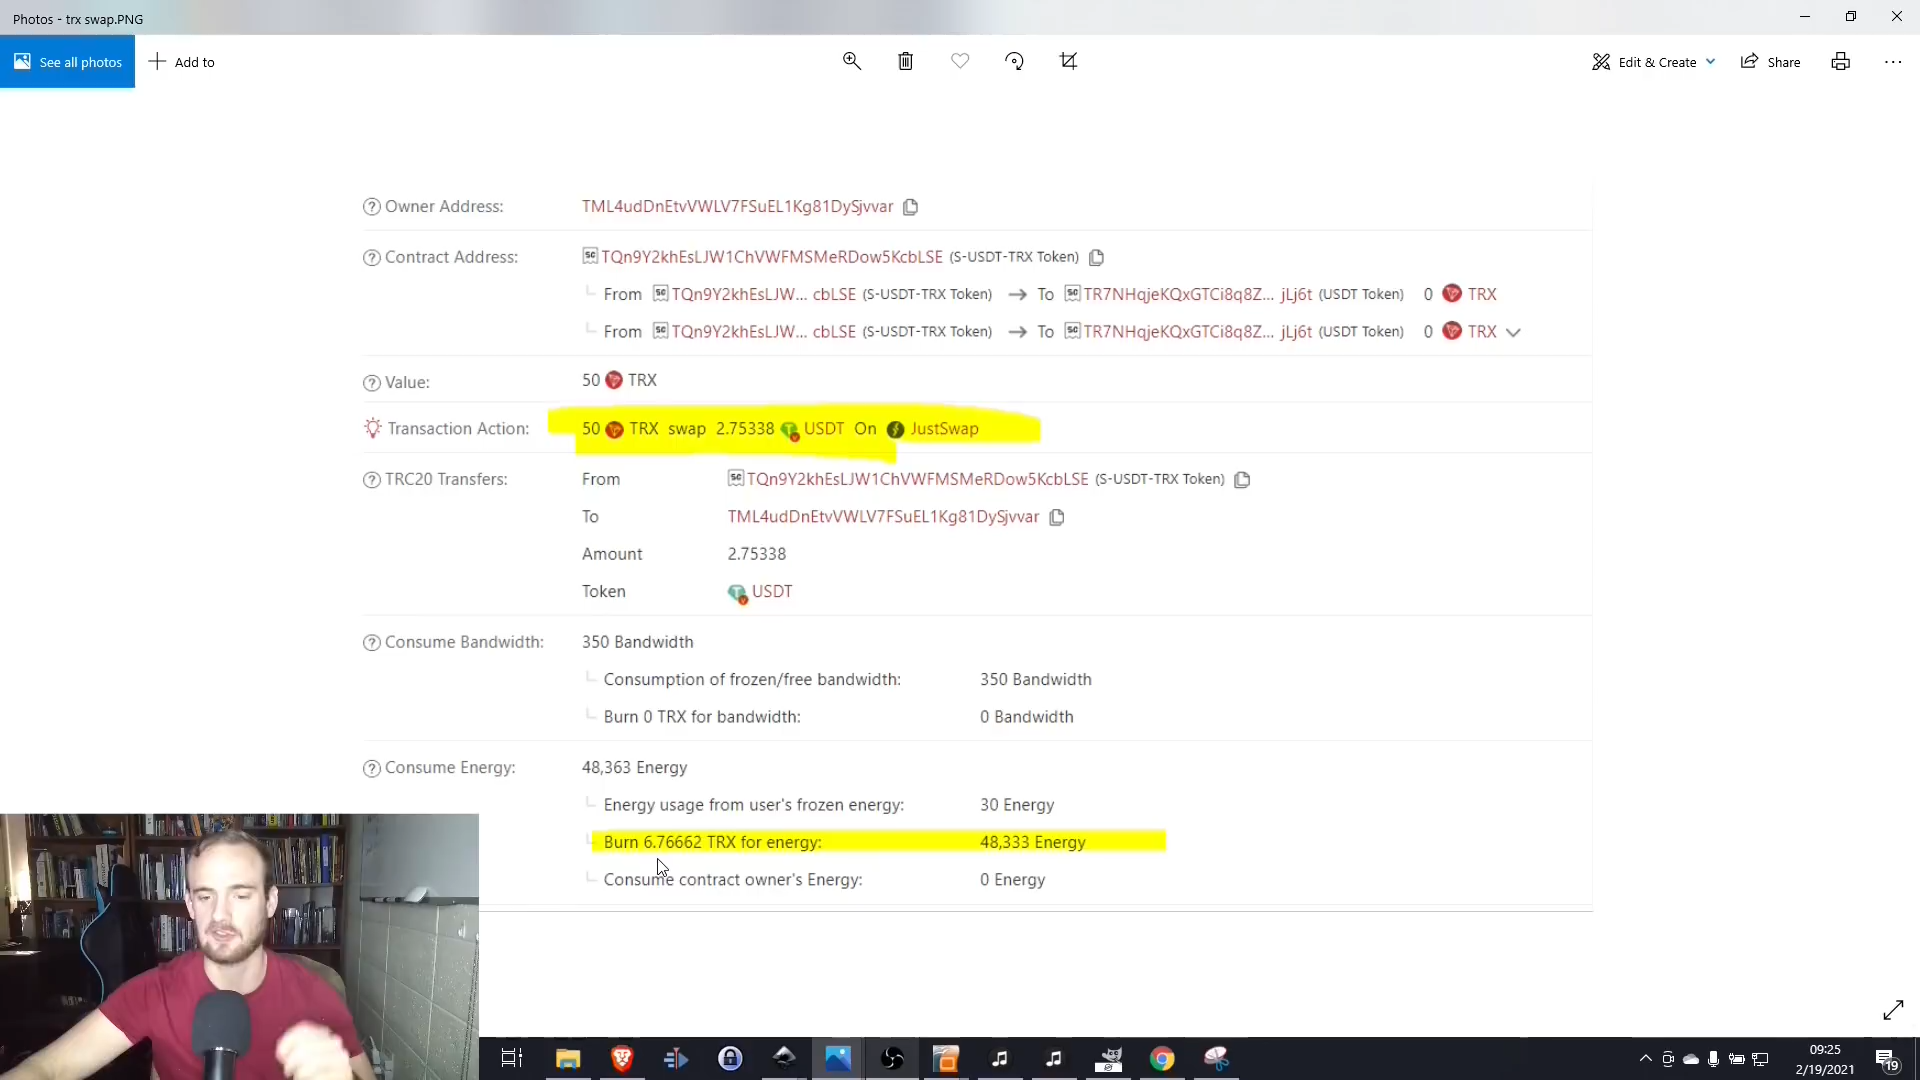 Photos - trx swap.PNG
See all photos
Add to
Edit & Create
Share
Owner Address: TML4udDnEtvVWLV7FSuEL1Kg81DySjvvar
Contract Address: TQn9Y2khEsLJW1ChVWFMSMeRDow5KcbLSE (S-USDT-TRX Token)
From TQn9Y2khEsLJW... cbLSE (S-USDT-TRX Token) → To TR7NHqjeKQxGTCi8q8Z... jLj6t (USDT Token) 0 TRX
From TQn9Y2khEsLJW... cbLSE (S-USDT-TRX Token) → To TR7NHqjeKQxGTCi8q8Z... jLj6t (USDT Token) 0 TRX
Value: 50 TRX
Transaction Action: 50 TRX swap 2.75338 USDT On JustSwap
TRC20 Transfers: From TQn9Y2khEsLJW1ChVWFMSMeRDow5KcbLSE (S-USDT-TRX Token)
To TML4udDnEtvVWLV7FSuEL1Kg81DySjvvar
Amount 2.75338
Token USDT
Consume Bandwidth: 350 Bandwidth
Consumption of frozen/free bandwidth: 350 Bandwidth
Burn 0 TRX for bandwidth: 0 Bandwidth
Consume Energy: 48,363 Energy
Energy usage from user's frozen energy: 30 Energy
Burn 6.76662 TRX for energy: 48,333 Energy
Consume contract owner's Energy: 0 Energy
09:25
2/19/2021
19